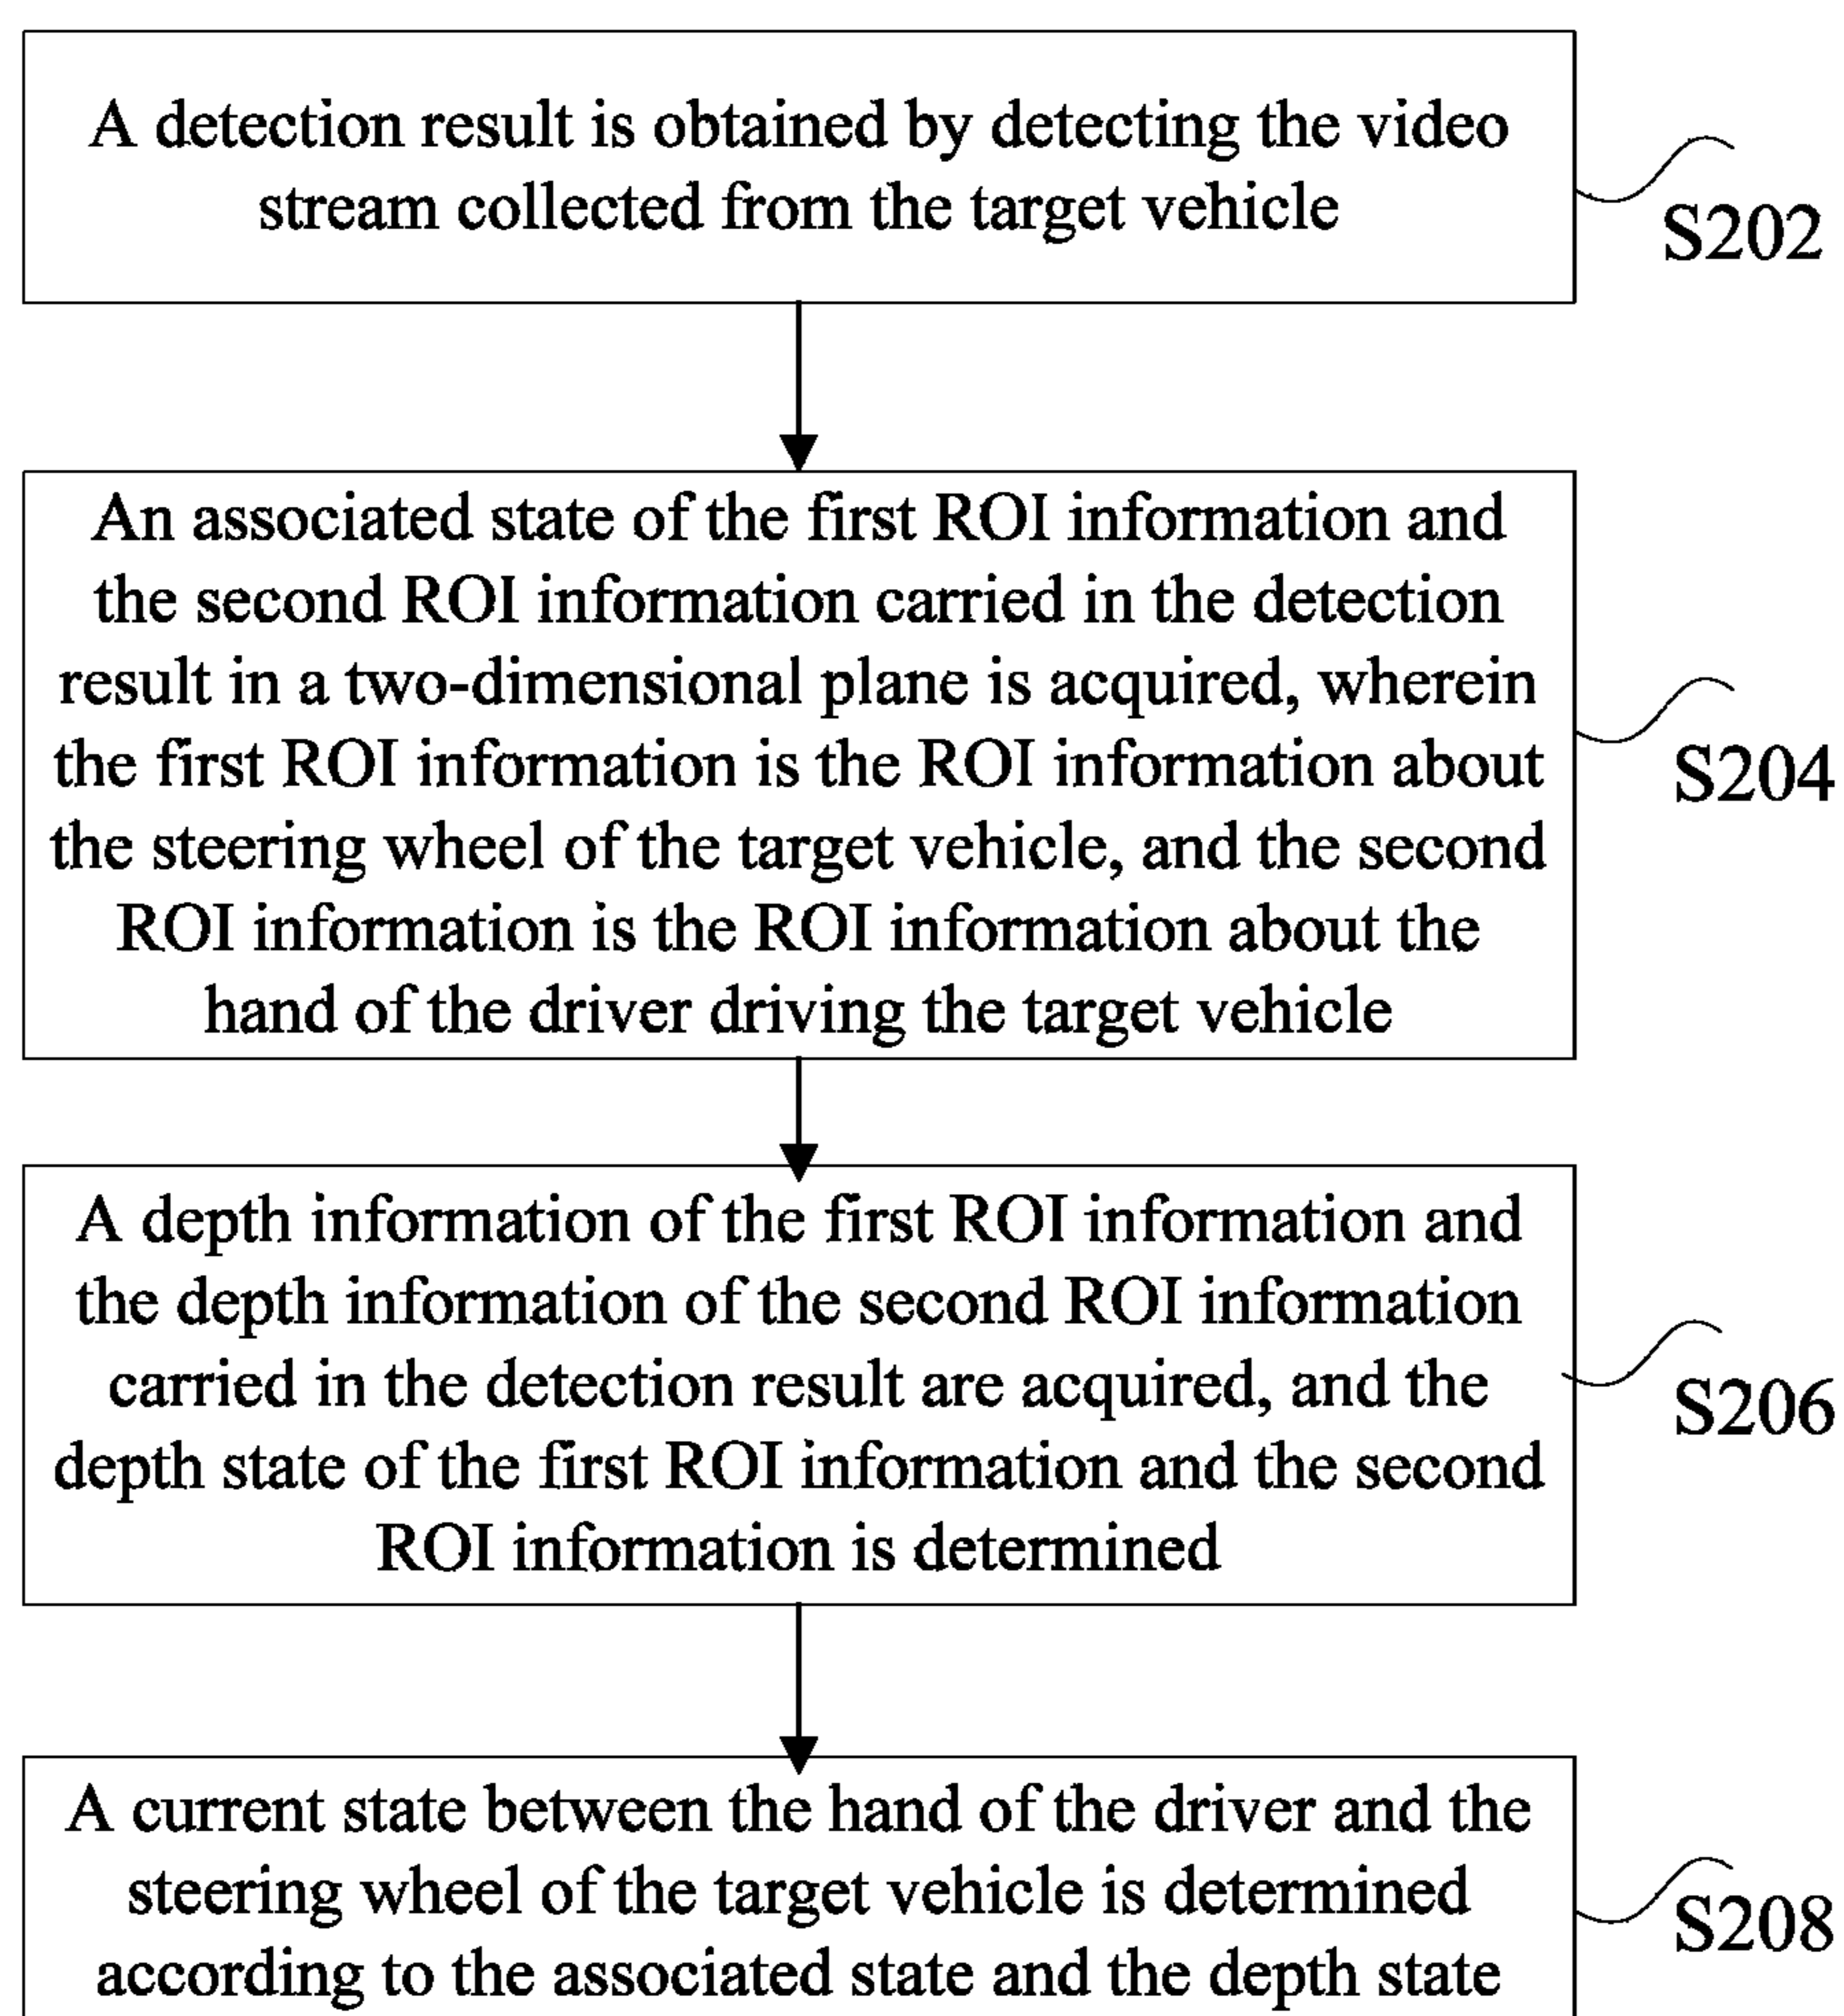 A detection result is obtained by detecting the video
stream collected from the target vehicle
S202
An associated state of the first ROI information and
the second ROI information carried in the detection
result in a two-dimensional plane is acquired, wherein
the first ROI information is the ROI information about
the steering wheel of the target vehicle, and the second
ROI information is the ROI information about the
hand of the driver driving the target vehicle
S204
A depth information of the first ROI information and
the depth information of the second ROI information
carried in the detection result are acquired, and the
depth state of the first ROI information and the second
ROI information is determined
S206
A current state between the hand of the driver and the
steering wheel of the target vehicle is determined
according to the associated state and the depth state
S208